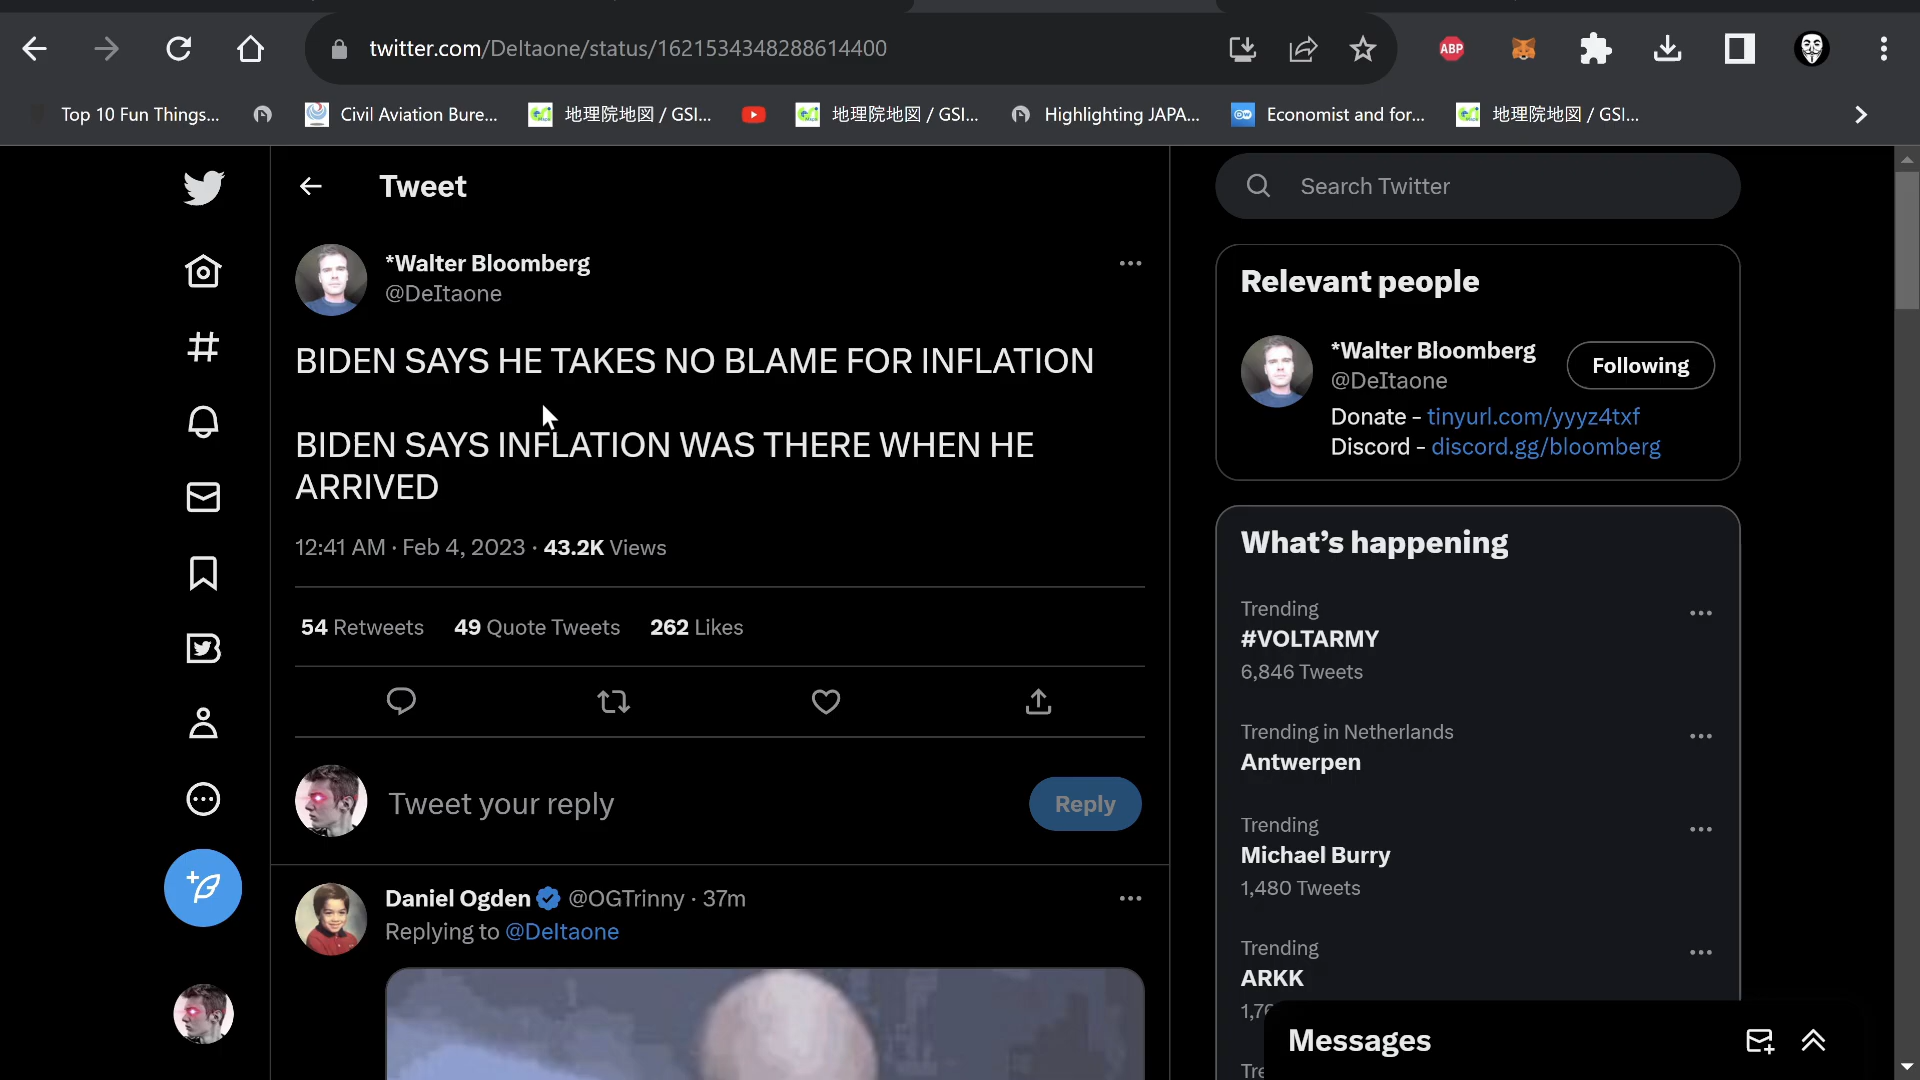 twitter.com/DeItaone/status/1621534348288614400
ABP
Top 10 Fun Things...
Civil Aviation Bure...
地理院地図 / GSI...
地理院地図 / GSI...
Highlighting JAPA...
Economist and for...
地理院地図 / GSI...
Tweet
*Walter Bloomberg
@DeItaone
BIDEN SAYS HE TAKES NO BLAME FOR INFLATION
BIDEN SAYS INFLATION WAS THERE WHEN HE
ARRIVED
12:41 AM · Feb 4, 2023 · 43.2K Views
54 Retweets 49 Quote Tweets 262 Likes
Tweet your reply
Reply
Daniel Ogden @OGTrinny · 37m
Replying to @DeItaone
Search Twitter
Relevant people
*Walter Bloomberg
@DeItaone
Following
Donate - tinyurl.com/yyyz4txf
Discord - discord.gg/bloomberg
What's happening
Trending
#VOLTARMY
6,846 Tweets
Trending in Netherlands
Antwerpen
Trending
Michael Burry
1,480 Tweets
Trending
ARKK
Messages